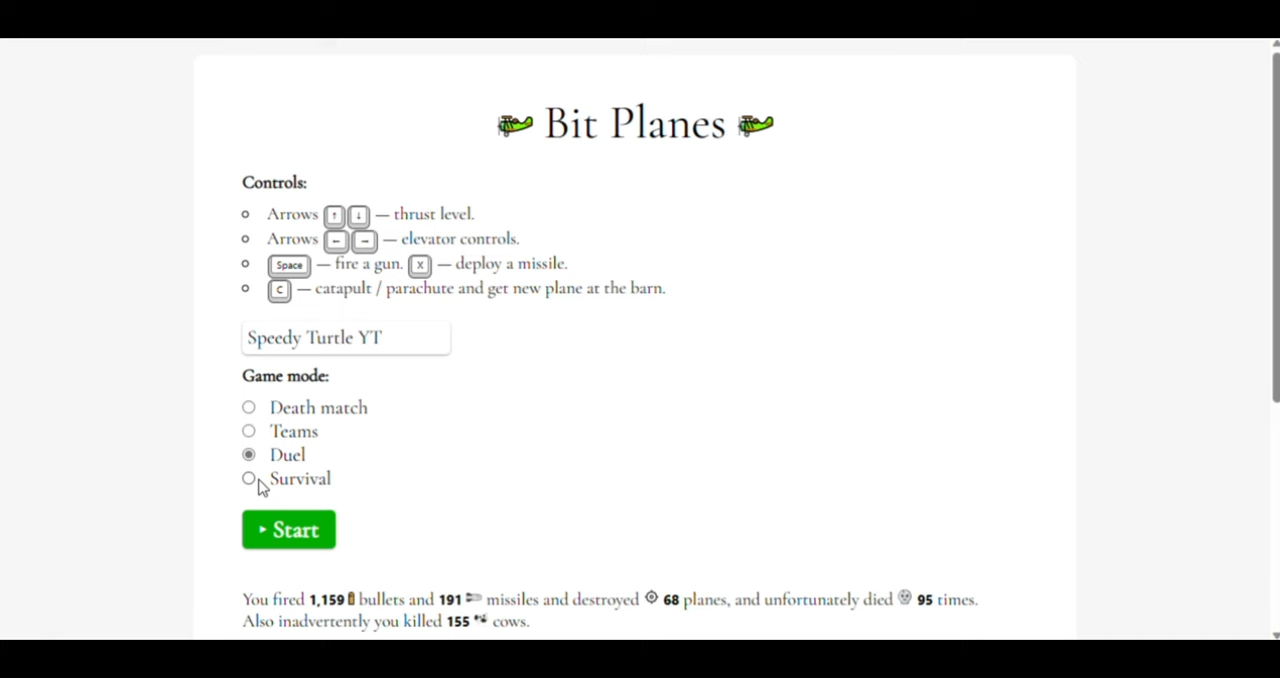 Bit Planes
Controls:
Arrows ↑ ↓ — thrust level.
Arrows ← → — elevator controls.
Space — fire a gun. X — deploy a missile.
C — catapult / parachute and get new plane at the barn.
Speedy Turtle YT
Game mode:
Death match
Teams
Duel
Survival
Start
You fired 1,159 bullets and 191 missiles and destroyed 68 planes, and unfortunately died 95 times.
Also inadvertently you killed 155 cows.